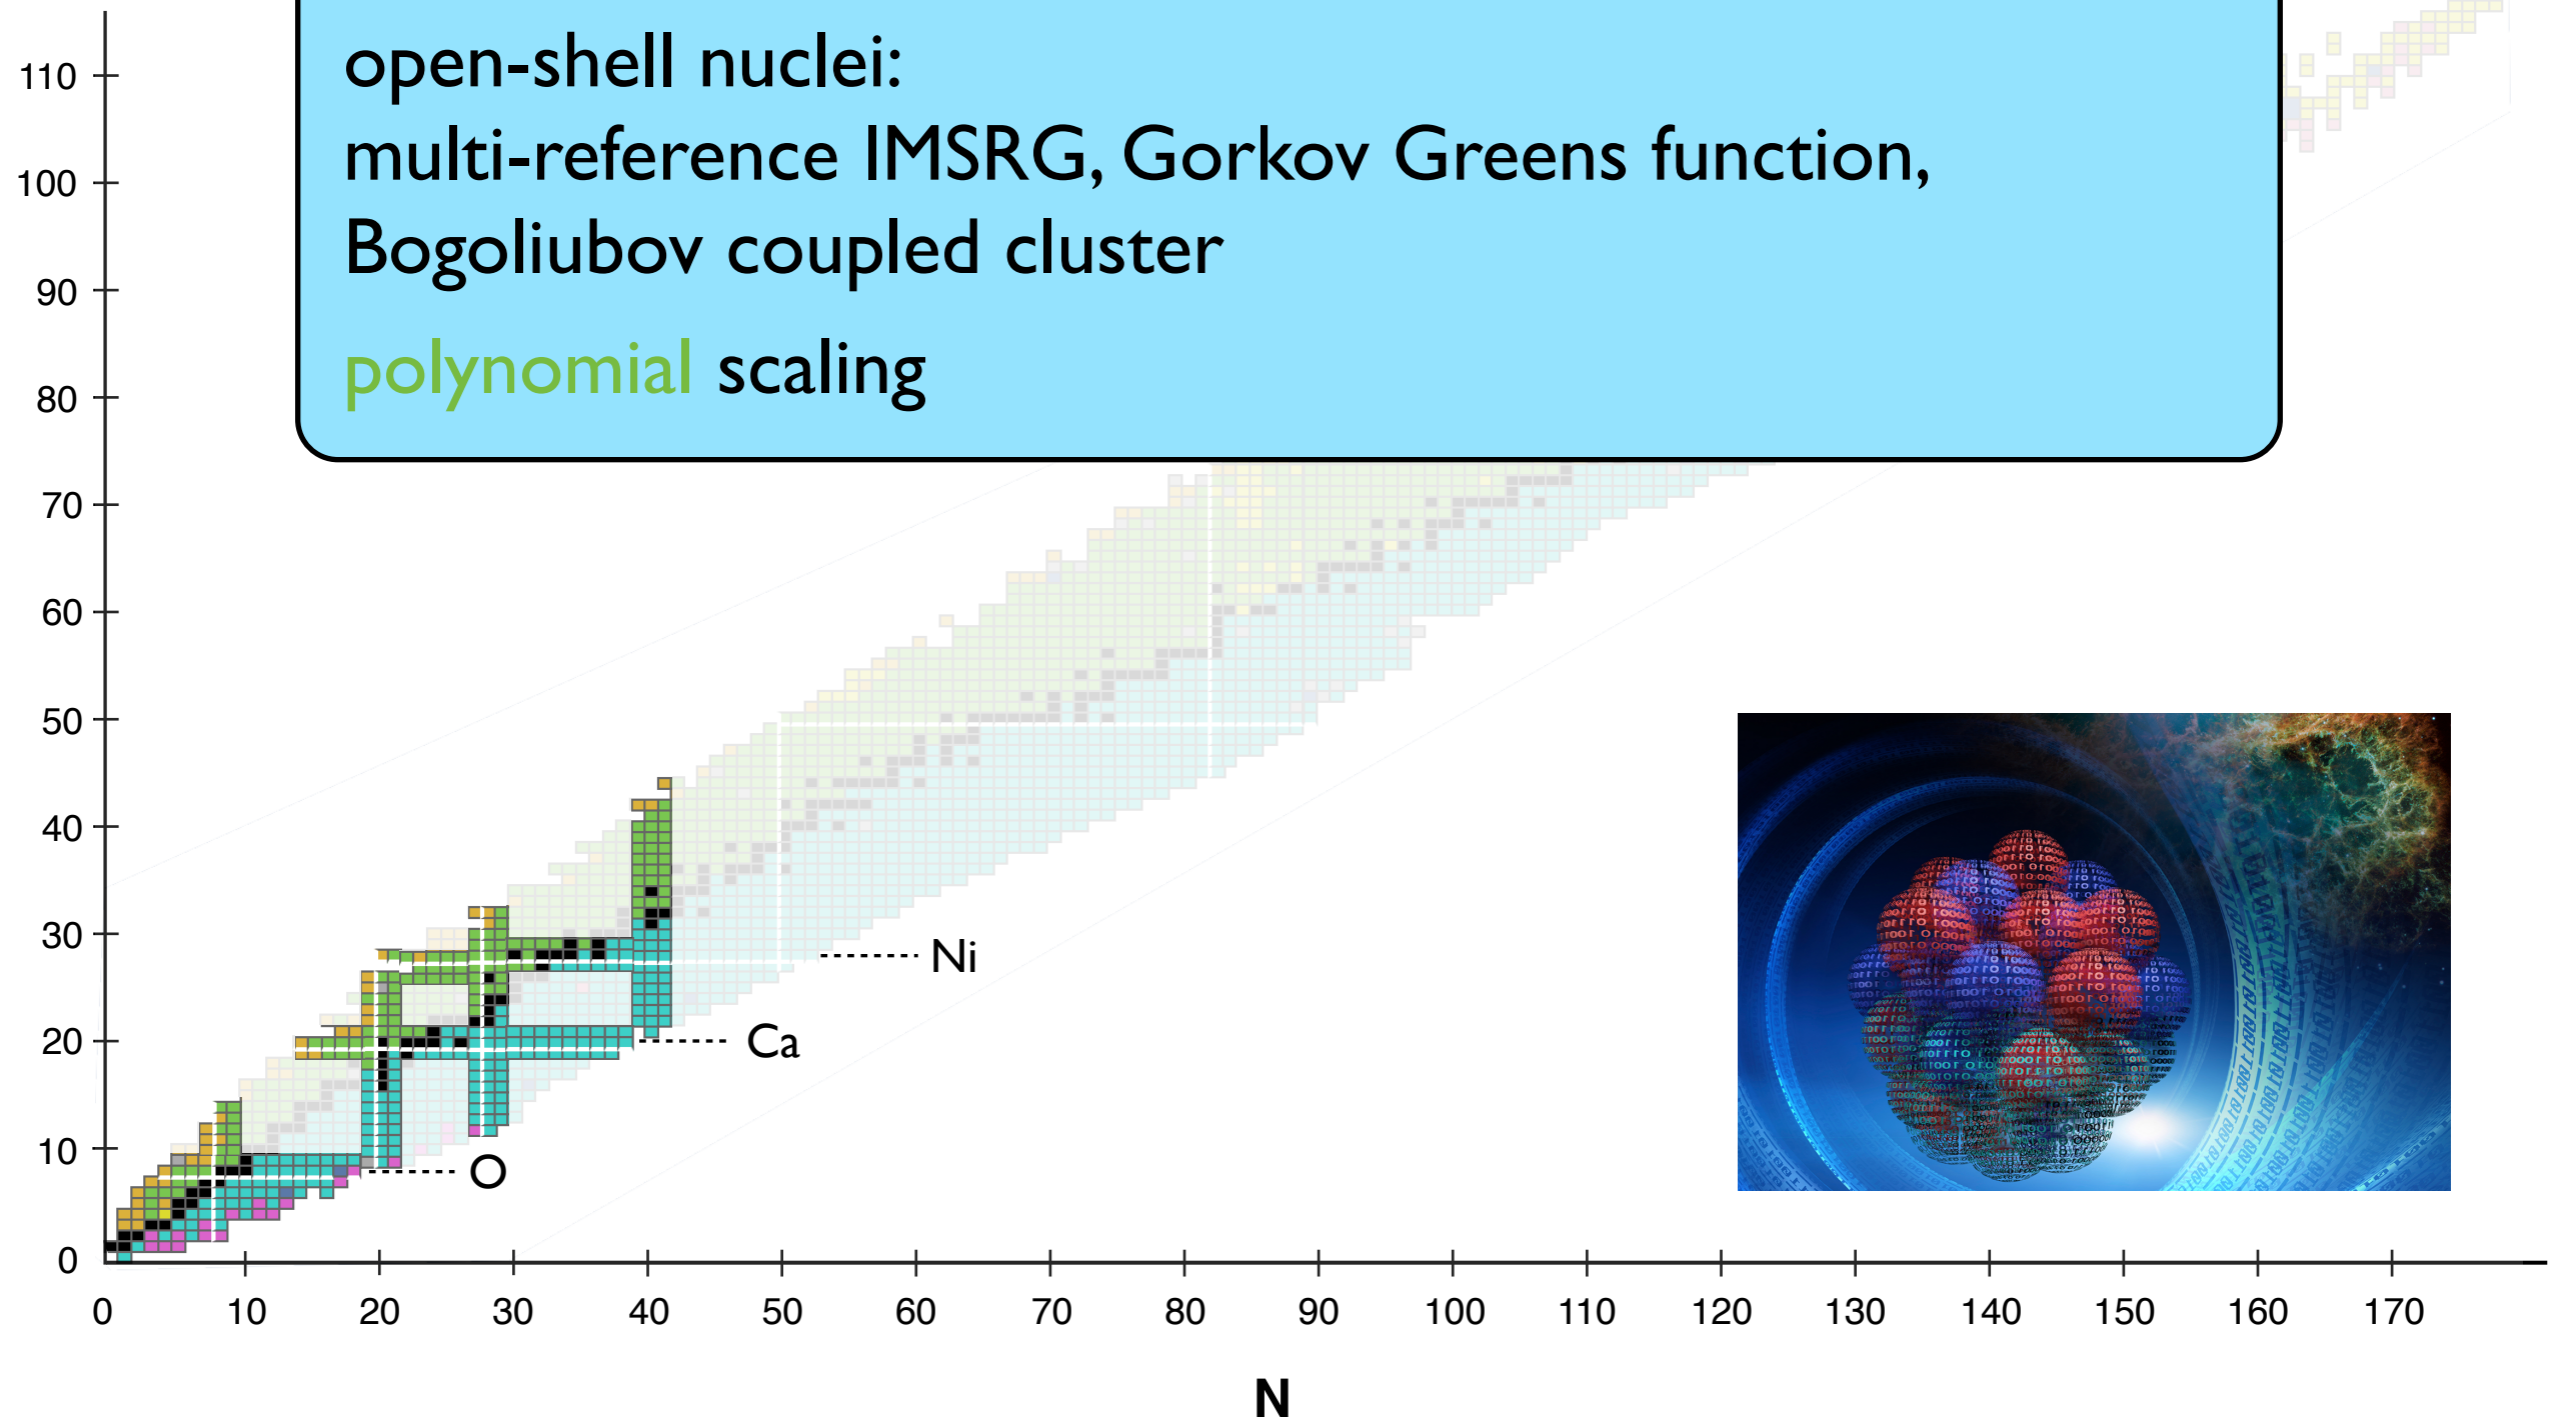 open-shell nuclei:
multi-reference IMSRG, Gorkov Greens function,
Bogoliubov coupled cluster
polynomial scaling
110
100
90
80
70
60
50
40
30
20
10
0
Ni
Ca
O
0 10 20 30 40 50 60 70 80 90 100 110 120 130 140 150 160 170
N